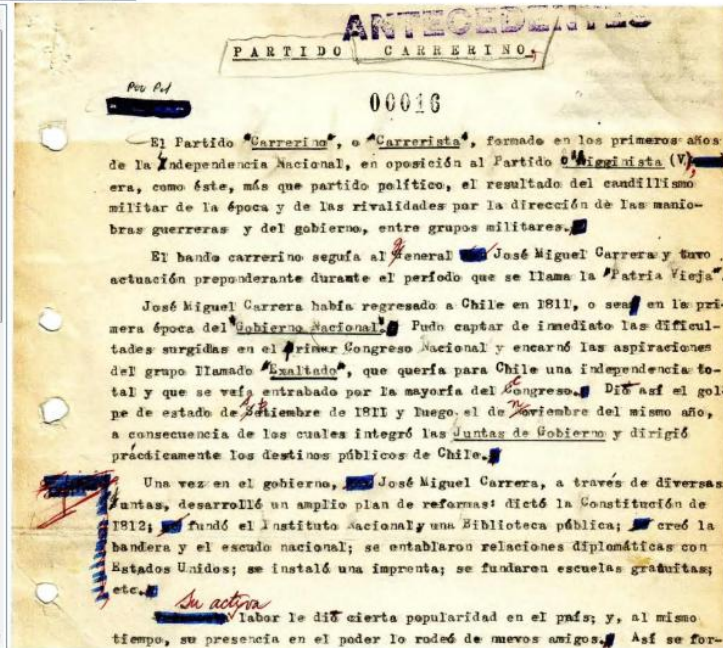 ANTECEDENTES
PARTIDO CARRERINO,
Por Pol
00016
El Partido "Carrerino", o "Carrerista", formado en los primeros años
de la Independencia Nacional, en oposición al Partido O'Higginista (V),
era, como éste, más que partido político, el resultado del caudillismo
militar de la época y de las rivalidades por la dirección de las manio-
bras guerreras y del gobierno, entre grupos militares.
El bando carrerino seguía al General José Miguel Carrera y tuvo
actuación preponderante durante el período que se llama la "Patria Vieja".
José Miguel Carrera había regresado a Chile en 1811, o sea en la pri-
mera época del "Gobierno Nacional". Pudo captar de inmediato las dificul-
tades surgidas en el Primer Congreso Nacional y encarnó las aspiraciones
del grupo llamado "Exaltado", que quería para Chile una independencia to-
tal y que se veía entrabado por la mayoría del Congreso. Dió así el gol-
pe de estado de Setiembre de 1811 y luego el de noviembre del mismo año,
a consecuencia de los cuales integró las Juntas de Gobierno y dirigió
prácticamente los destinos públicos de Chile.
Una vez en el gobierno, José Miguel Carrera, a través de diversas
Juntas, desarrolló un amplio plan de reformas: dictó la Constitución de
1812; fundó el Instituto Nacional y una Biblioteca pública; creó la
bandera y el escudo nacional; se entablaron relaciones diplomáticas con
Estados Unidos; se instaló una imprenta; se fundaron escuelas gratuitas;
etc.
Su activa
labor le dió cierta popularidad en el país; y, al mismo
tiempo, su presencia en el poder lo rodeó de nuevos amigos. Así se for-